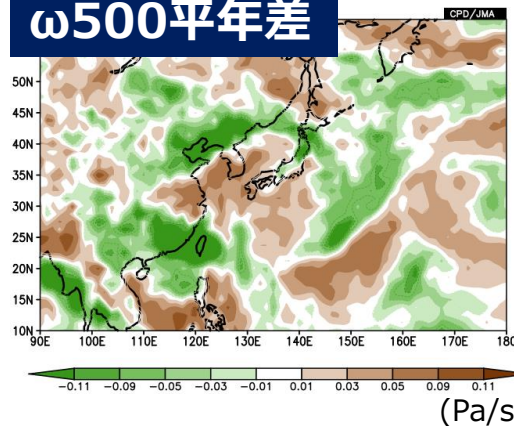 ω500平年差
CPD/JMA
50N
45N
40N
35N
30N
25N
20N
15N
10N
90E 100E 110E 120E 130E 140E 150E 160E 170E 180
-0.11 -0.09 -0.05 -0.03 -0.01 0.01 0.03 0.05 0.09 0.11
(Pa/s